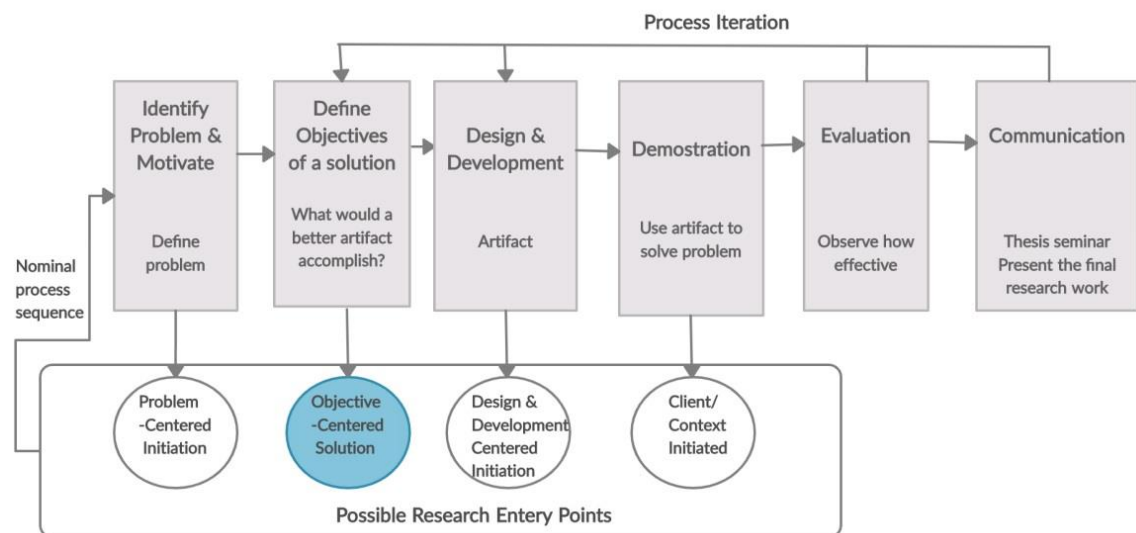 Process Iteration
Identify
Problem &
Motivate
Define
problem
Define
Objectives
of a solution
What would a
better artifact
accomplish?
Design &
Development
Artifact
Demostration
Use artifact to
solve problem
Evaluation
Observe how
effective
Communication
Thesis seminar
Present the final
research work
Nominal
process
sequence
Problem
-Centered
Initiation
Objective
-Centered
Solution
Design &
Development
Centered
Initiation
Client/
Context
Initiated
Possible Research Entery Points